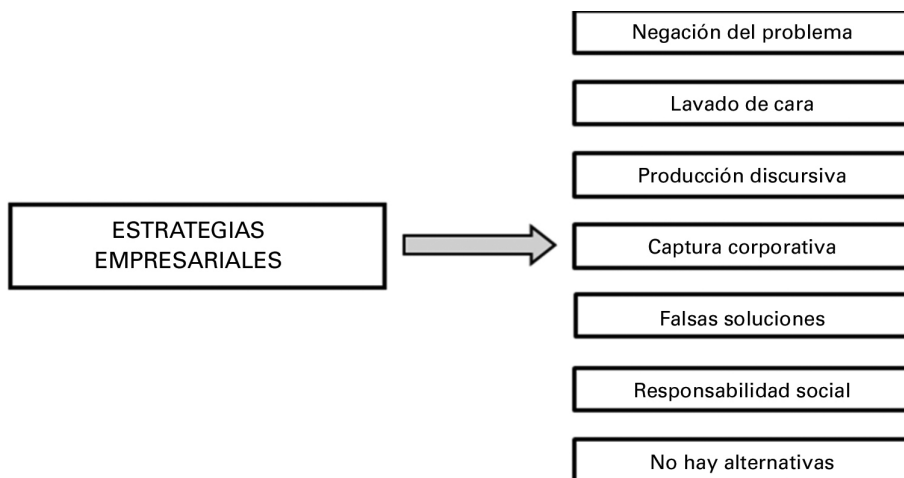 Negación del problema
Lavado de cara
Producción discursiva
ESTRATEGIAS
EMPRESARIALES
Captura corporativa
Falsas soluciones
Responsabilidad social
No hay alternativas